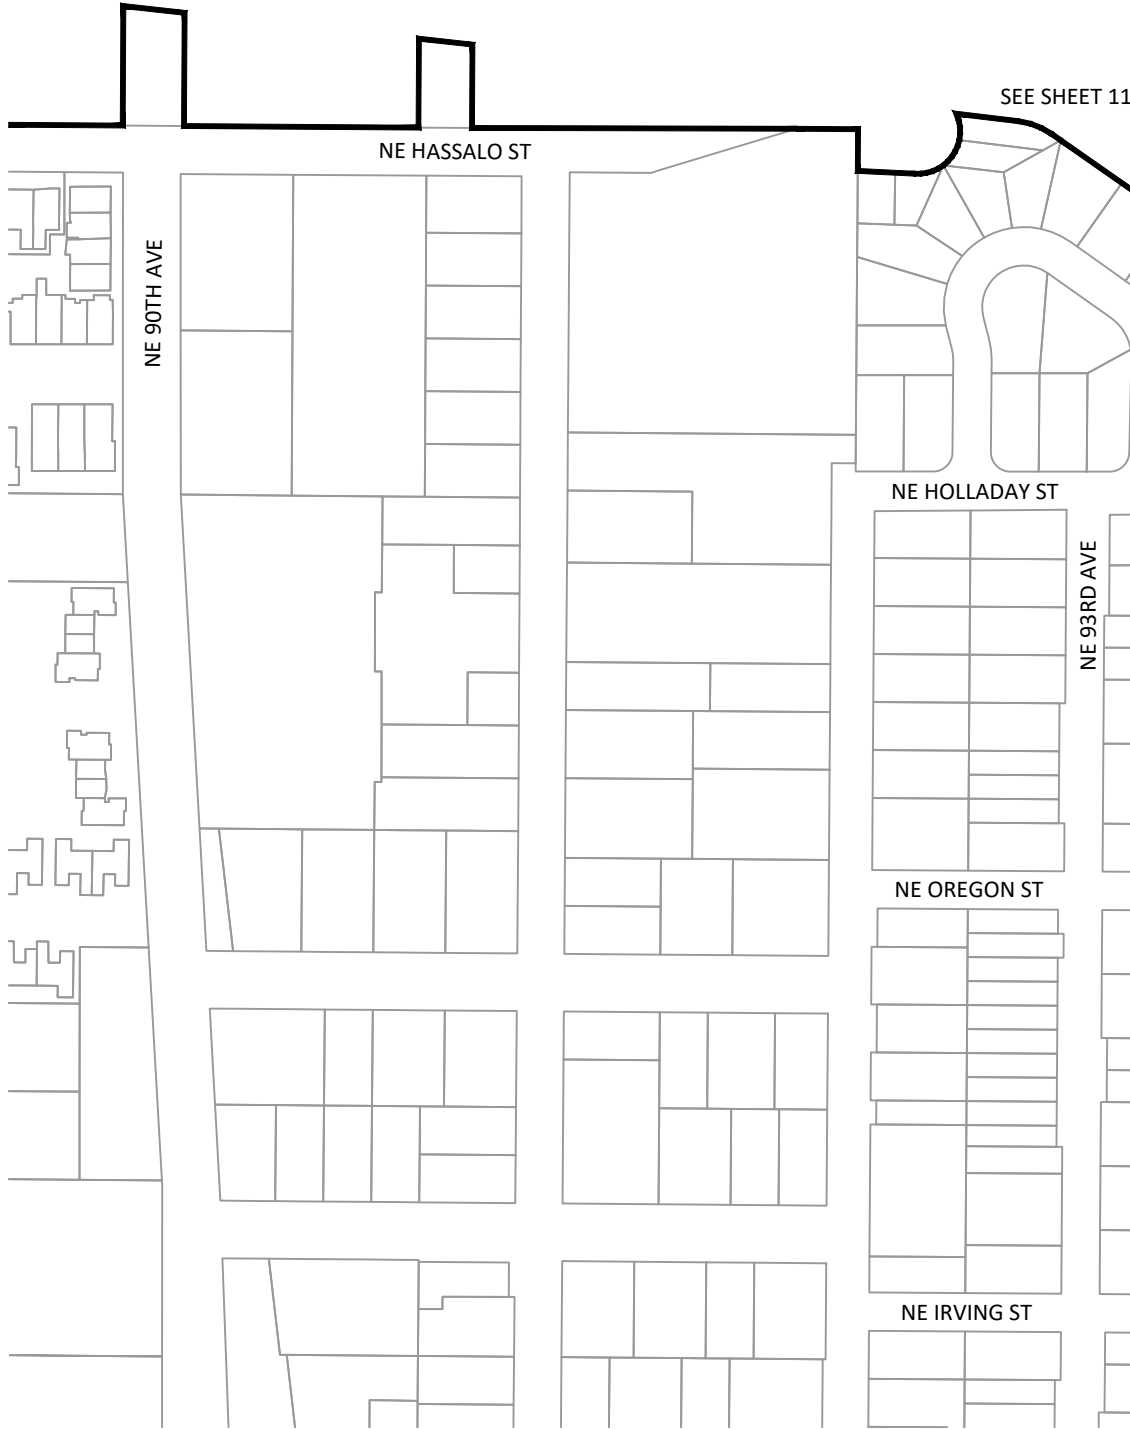 SEE SHEET 11
NE HASSALO ST
NE 90TH AVE
NE HOLLADAY ST
NE 93RD AVE
NE OREGON ST
NE IRVING ST